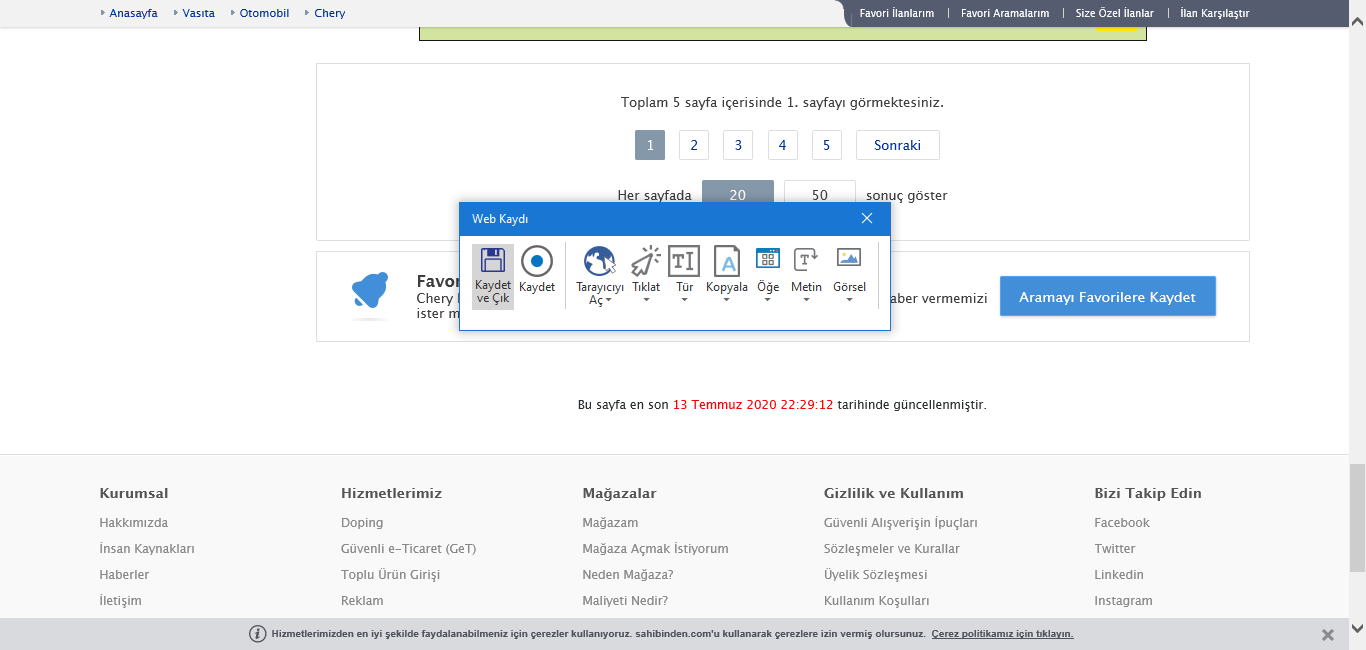 Anasayfa Vasıta Otomobil Chery
Favori İlanlarım Favori Aramalarım Size Özel İlanlar İlan Karşılaştır
Toplam 5 sayfa içerisinde 1. sayfayı görmektesiniz.
1 2 3 4 5 Sonraki
Her sayfada 20 50 sonuç göster
Web Kaydı
Kaydet ve Çık
Kaydet
Tarayıcıyı Aç
Tıklat
Tür
Kopyala
Öğe
Metin
Görsel
Chery
ister
vermemizi
Aramayı Favorilere Kaydet
Bu sayfa en son 13 Temmuz 2020 22:29:12 tarihinde güncellenmiştir.
Kurumsal
Hakkımızda
İnsan Kaynakları
Haberler
İletişim
Hizmetlerimiz
Doping
Güvenli e-Ticaret (GeT)
Toplu Ürün Girişi
Reklam
Mağazalar
Mağazam
Mağaza Açmak İstiyorum
Neden Mağaza?
Maliyeti Nedir?
Gizlilik ve Kullanım
Güvenli Alışverişin İpuçları
Sözleşmeler ve Kurallar
Üyelik Sözleşmesi
Kullanım Koşulları
Bizi Takip Edin
Facebook
Twitter
Linkedin
Instagram
Hizmetlerimizden en iyi şekilde faydalanabilmeniz için çerezler kullanıyoruz. sahibinden.com'u kullanarak çerezlere izin vermiş olursunuz. Çerez politikamız için tıklayın.